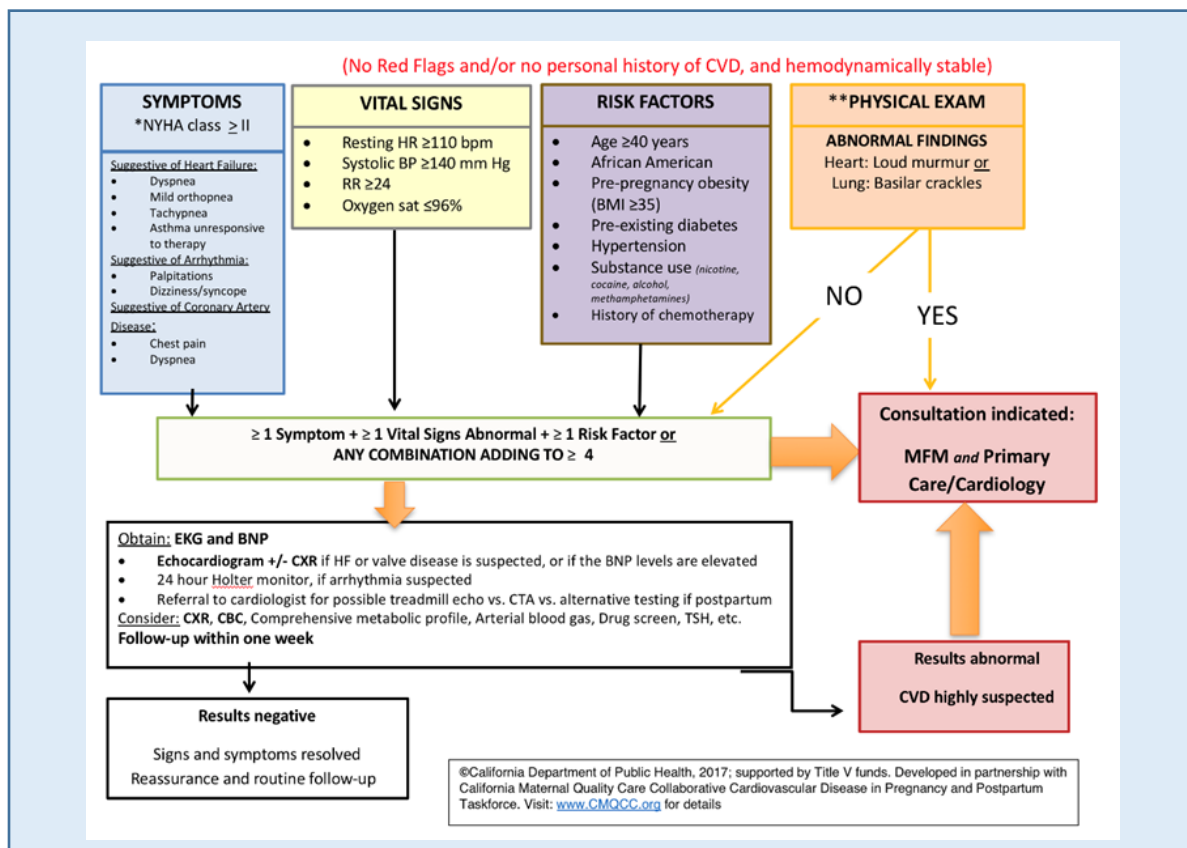 (No Red Flags and/or no personal history of CVD, and hemodynamically stable)
SYMPTOMS
*NYHA class ≥ II
Suggestive of Heart Failure:
• Dyspnea
• Mild orthopnea
• Tachypnea
• Asthma unresponsive
to therapy
Suggestive of Arrhythmia:
• Palpitations
• Dizziness/syncope
Suggestive of Coronary Artery
Disease:
• Chest pain
• Dyspnea
VITAL SIGNS
• Resting HR ≥110 bpm
• Systolic BP ≥140 mm Hg
• RR ≥24
• Oxygen sat ≤96%
RISK FACTORS
• Age ≥40 years
• African American
• Pre-pregnancy obesity
(BMI ≥35)
• Pre-existing diabetes
• Hypertension
• Substance use (nicotine,
cocaine, alcohol,
methamphetamines)
• History of chemotherapy
**PHYSICAL EXAM
ABNORMAL FINDINGS
Heart: Loud murmur or
Lung: Basilar crackles
NO
YES
≥ 1 Symptom + ≥ 1 Vital Signs Abnormal + ≥ 1 Risk Factor or
ANY COMBINATION ADDING TO ≥ 4
Consultation indicated:
MFM and Primary
Care/Cardiology
Obtain: EKG and BNP
• Echocardiogram +/- CXR if HF or valve disease is suspected, or if the BNP levels are elevated
• 24 hour Holter monitor, if arrhythmia suspected
• Referral to cardiologist for possible treadmill echo vs. CTA vs. alternative testing if postpartum
Consider: CXR, CBC, Comprehensive metabolic profile, Arterial blood gas, Drug screen, TSH, etc.
Follow-up within one week
Results abnormal
CVD highly suspected
Results negative
Signs and symptoms resolved
Reassurance and routine follow-up
©California Department of Public Health, 2017; supported by Title V funds. Developed in partnership with
California Maternal Quality Care Collaborative Cardiovascular Disease in Pregnancy and Postpartum
Taskforce. Visit: www.CMQCC.org for details